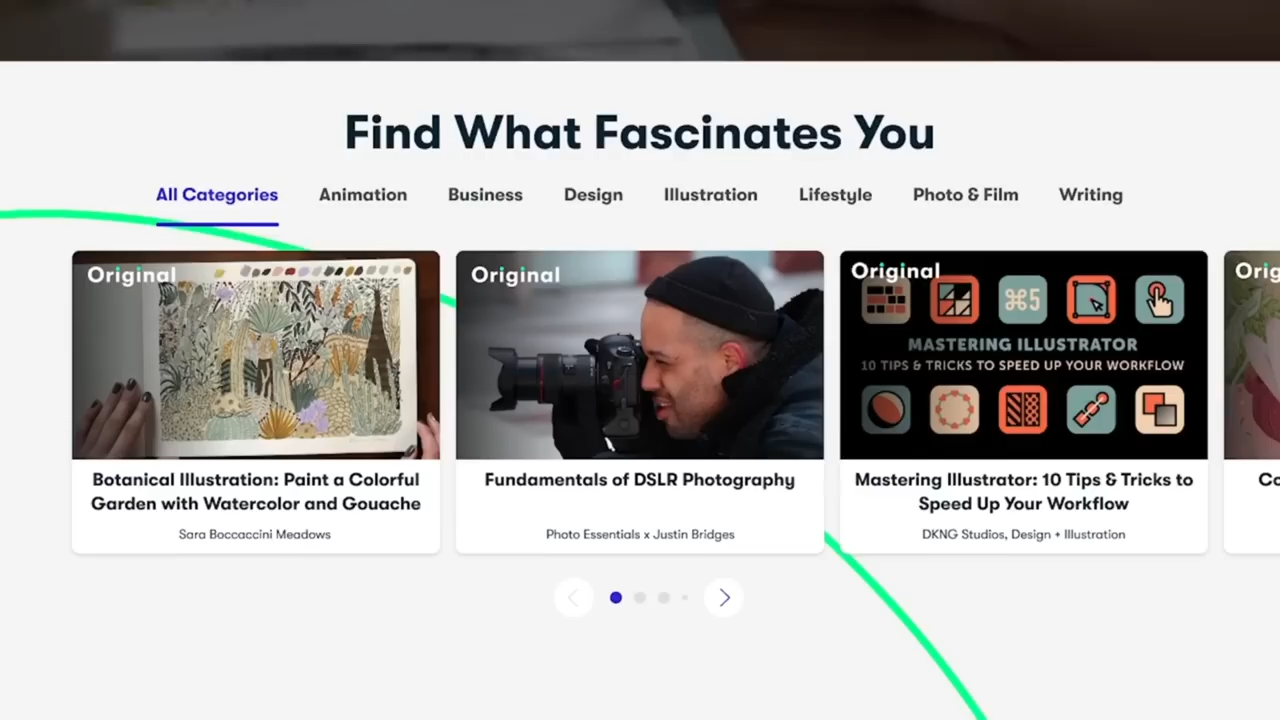 Find What Fascinates You
All Categories Animation Business Design Illustration Lifestyle Photo & Film Writing
Original
Original
Original
⌘5
MASTERING ILLUSTRATOR
10 TIPS & TRICKS TO SPEED UP YOUR WORKFLOW
Botanical Illustration: Paint a Colorful
Garden with Watercolor and Gouache
Sara Boccaccini Meadows
Fundamentals of DSLR Photography
Photo Essentials x Justin Bridges
Mastering Illustrator: 10 Tips & Tricks to
Speed Up Your Workflow
DKNG Studios, Design + Illustration